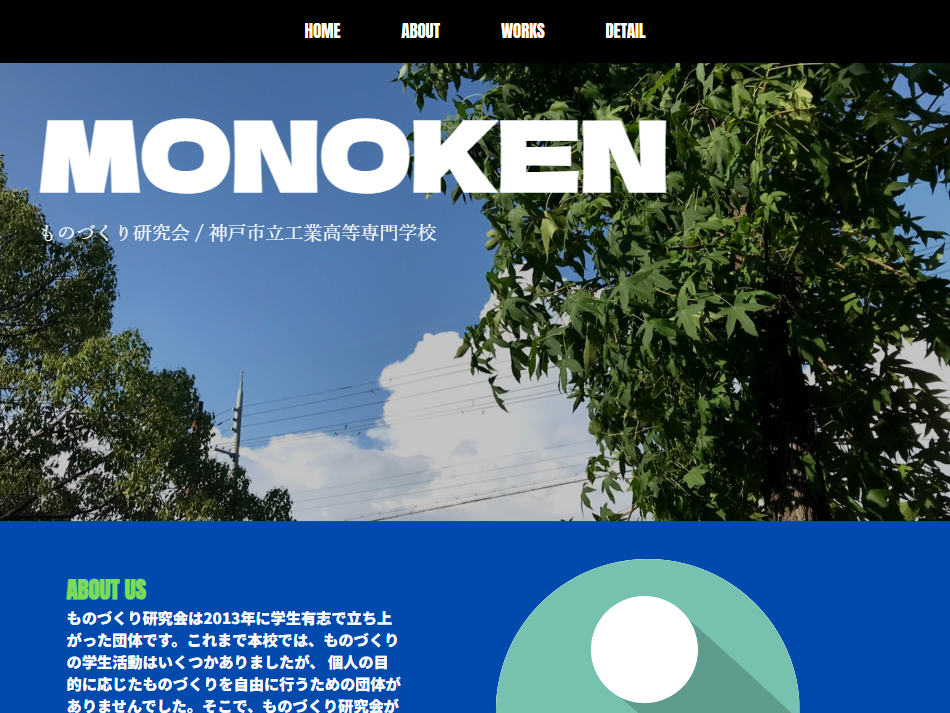 HOME ABOUT WORKS DETAIL
MONOKEN
ものづくり研究会 / 神戸市立工業高等専門学校
ABOUT US
ものづくり研究会は2013年に学生有志で立ち上
がった団体です。これまで本校では、ものづくり
の学生活動はいくつかありましたが、 個人の目
的に応じたものづくりを自由に行うための団体が
ありませんでした。そこで、ものづくり研究会が